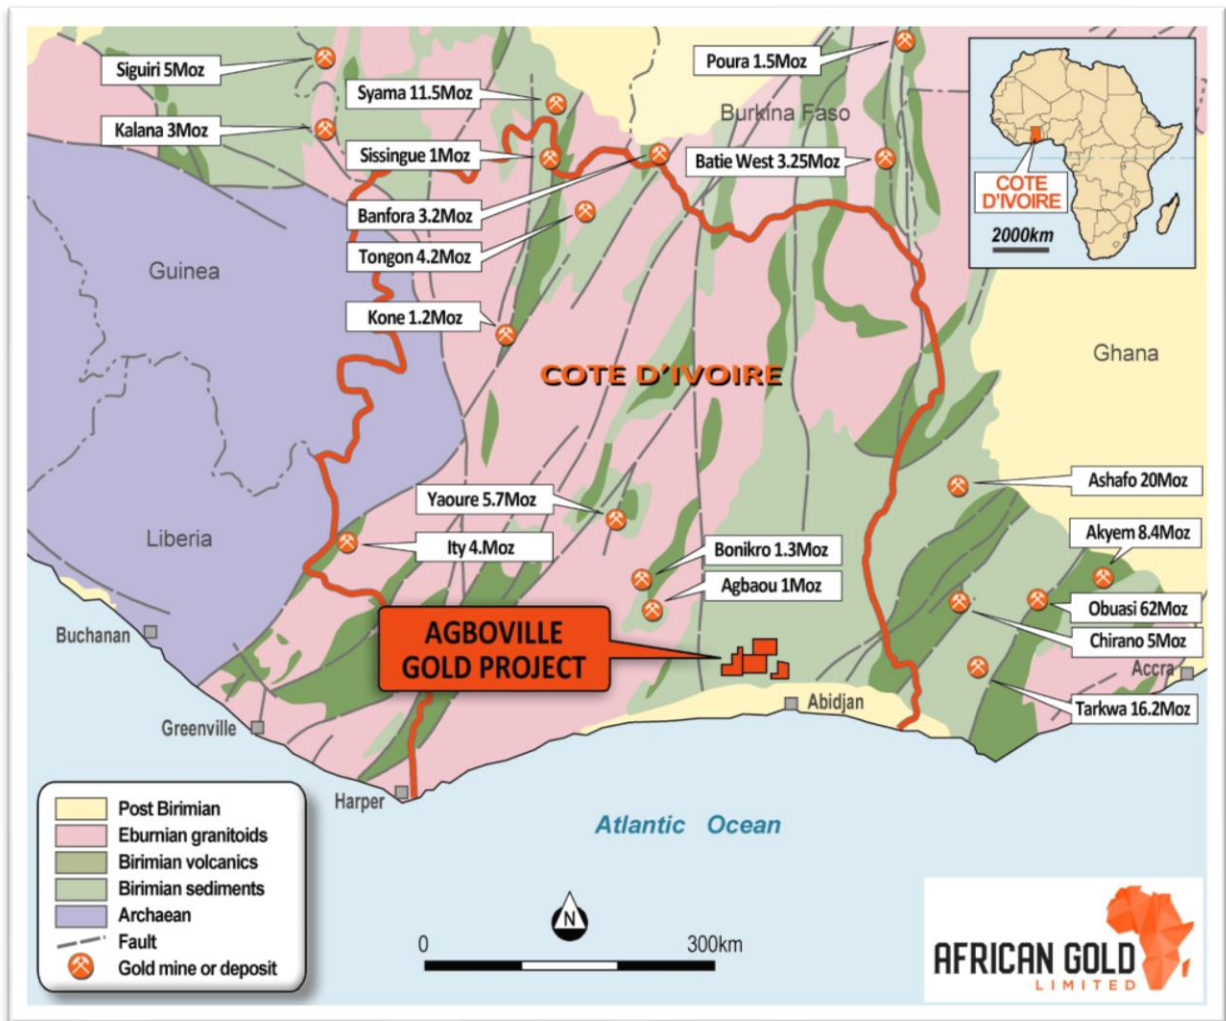 Siguiri 5Moz
Poura 1.5Moz
Syama 11.5Moz
Burkina Faso
Kalana 3Moz
Sissingue 1Moz
Batie West 3.25Moz
COTE
D'IVOIRE
2000km
Banfora 3.2Moz
Tongon 4.2Moz
Guinea
Kone 1.2Moz
Ghana
COTE D'IVOIRE
Ashafo 20Moz
Yaoure 5.7Moz
Akyem 8.4Moz
Liberia
Ity 4.Moz
Bonikro 1.3Moz
Agbaou 1Moz
Obuasi 62Moz
Buchanan
AGBOVILLE
GOLD PROJECT
Chirano 5Moz
Accra
Abidjan
Tarkwa 16.2Moz
Greenville
Harper
Atlantic Ocean
Post Birimian
Eburnian granitoids
Birimian volcanics
Birimian sediments
Archaean
Fault
Gold mine or deposit
N
0 300km
AFRICAN GOLD
LIMITED